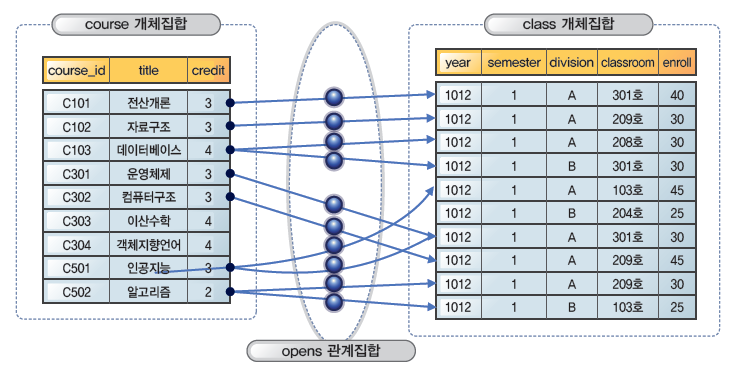 course 개체집합
class 개체집합
course_id title credit
C101 전산개론 3
C102 자료구조 3
C103 데이터베이스 4
C301 운영체제 3
C302 컴퓨터구조 3
C303 이산수학 4
C304 객체지향언어 4
C501 인공지능 3
C502 알고리즘 2
year semester division classroom enroll
1012 1 A 301호 40
1012 1 A 209호 30
1012 1 A 208호 30
1012 1 B 301호 30
1012 1 A 103호 45
1012 1 B 204호 25
1012 1 A 301호 30
1012 1 A 209호 45
1012 1 A 209호 30
1012 1 B 103호 25
opens 관계집합